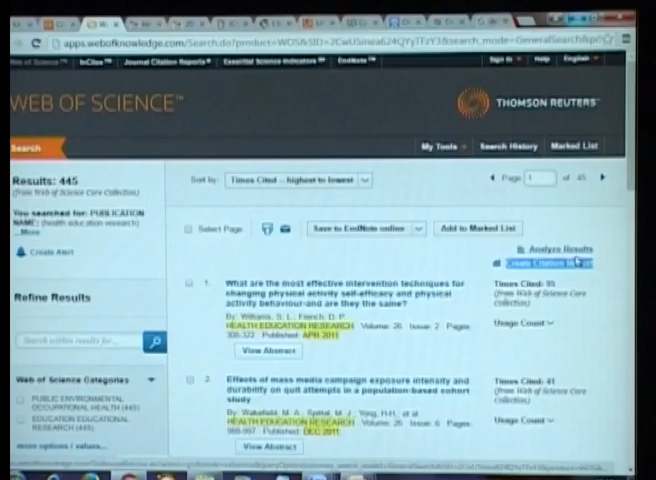 apps.webofknowledge.com/Search.do?product=WOS&SID=
InCites™ Journal Citation Reports® Essential Science Indicators™ EndNote™ Sign In Help English
WEB OF SCIENCE™
THOMSON REUTERS™
Search
My Tools Search History Marked List
Results: 445
(from Web of Science Core Collection)
Sort by: Times Cited -- highest to lowest
Page 1 of 45
You searched for: PUBLICATION
NAME: (health education research)
...More
Create Alert
Select Page
Save to EndNote online
Add to Marked List
Analyze Results
Create Citation
Refine Results
Search within results for...
Web of Science Categories
PUBLIC ENVIRONMENTAL
OCCUPATIONAL HEALTH (445)
EDUCATION EDUCATIONAL
RESEARCH (445)
more options / values...
1. What are the most effective intervention techniques for
changing physical activity self-efficacy and physical
activity behaviour-and are they the same?
By: Williams, S. L.; French, D. P.
HEALTH EDUCATION RESEARCH Volume: 26 Issue: 2 Pages:
308-322 Published: APR 2011
View Abstract
Times Cited: 95
(from Web of Science Core
Collection)
Usage Count
2. Effects of mass media campaign exposure intensity and
durability on quit attempts in a population-based cohort
study
By: Wakefield, M. A.; Spittal, M. J.; Yong, H-H.; et al.
HEALTH EDUCATION RESEARCH Volume: 26 Issue: 6 Pages:
988-997 Published: DEC 2011
View Abstract
Times Cited: 41
(from Web of Science Core
Collection)
Usage Count